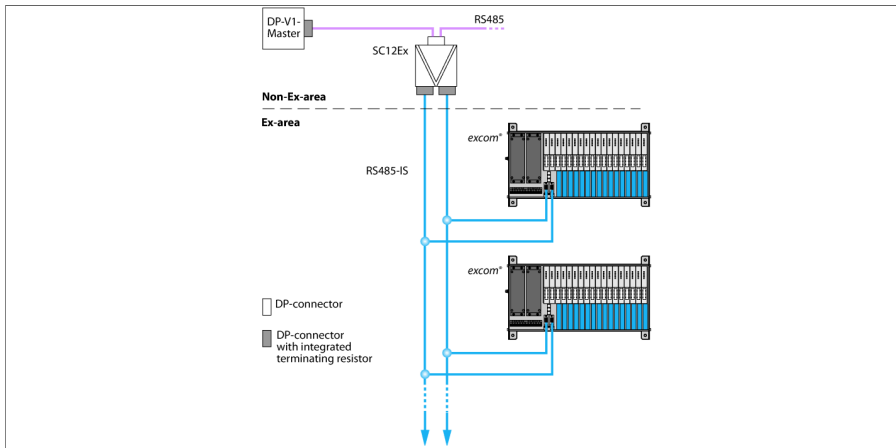 DP-V1-
Master
RS485
SC12Ex
Non-Ex-area
Ex-area
excom®
RS485-IS
excom®
DP-connector
DP-connector
with integrated
terminating resistor